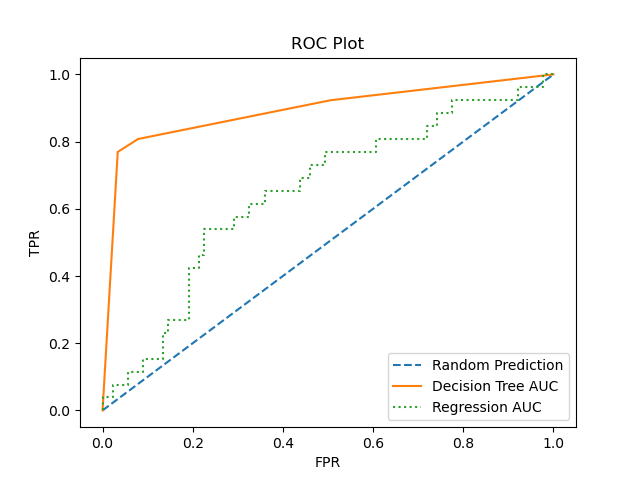 ROC Plot
1.0
0.8
0.6
0.4
0.2
0.0
TPR
Random Prediction
Decision Tree AUC
Regression AUC
0.0 0.2 0.4 0.6 0.8 1.0
FPR